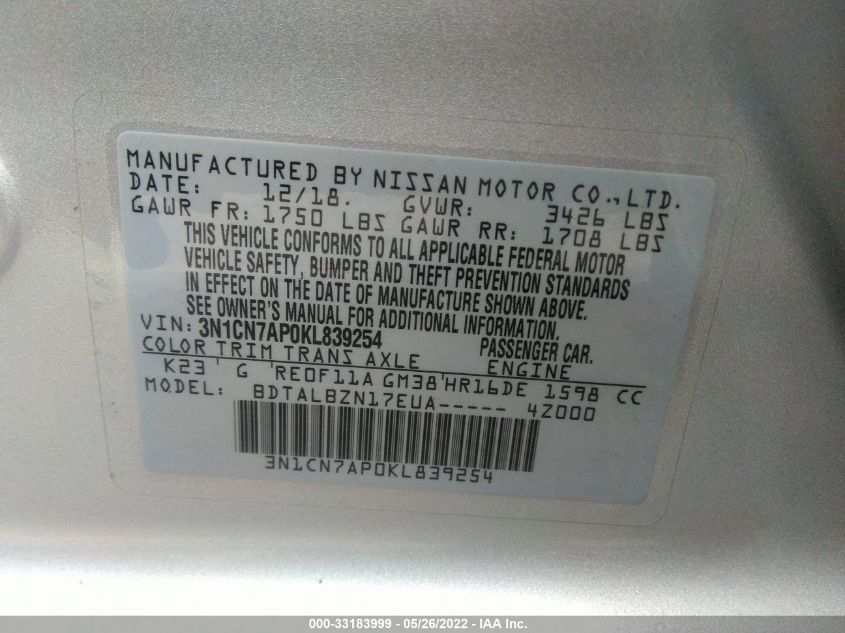 MANUFACTURED BY NISSAN MOTOR CO.,LTD.
DATE: 12/18. GVWR: 3426 LBS
GAWR FR: 1750 LBS GAWR RR: 1708 LBS
THIS VEHICLE CONFORMS TO ALL APPLICABLE FEDERAL MOTOR
VEHICLE SAFETY, BUMPER AND THEFT PREVENTION STANDARDS
IN EFFECT ON THE DATE OF MANUFACTURE SHOWN ABOVE.
SEE OWNER'S MANUAL FOR ADDITIONAL INFORMATION.
VIN: 3N1CN7AP0KL839254 PASSENGER CAR.
COLOR TRIM TRANS AXLE ENGINE
K23 ' G ' RE0F11A GM38'HR16DE 1598 CC
MODEL: BDTALBZN17EUA----- 4Z000
3N1CN7AP0KL839254
000-33183999 - 05/26/2022 - IAA Inc.